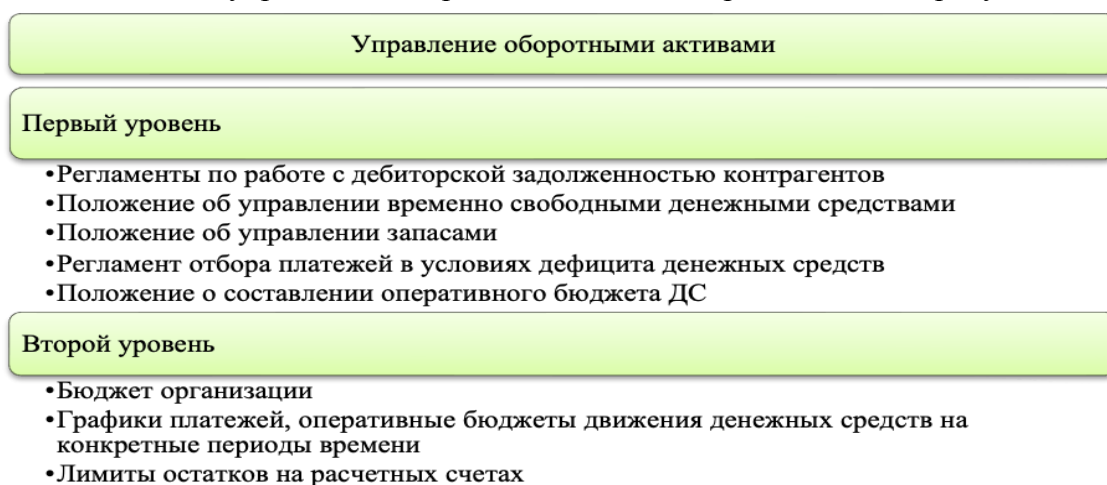 Управление оборотными активами
Первый уровень
•Регламенты по работе с дебиторской задолженностью контрагентов
•Положение об управлении временно свободными денежными средствами
•Положение об управлении запасами
•Регламент отбора платежей в условиях дефицита денежных средств
•Положение о составлении оперативного бюджета ДС
Второй уровень
•Бюджет организации
•Графики платежей, оперативные бюджеты движения денежных средств на
конкретные периоды времени
•Лимиты остатков на расчетных счетах